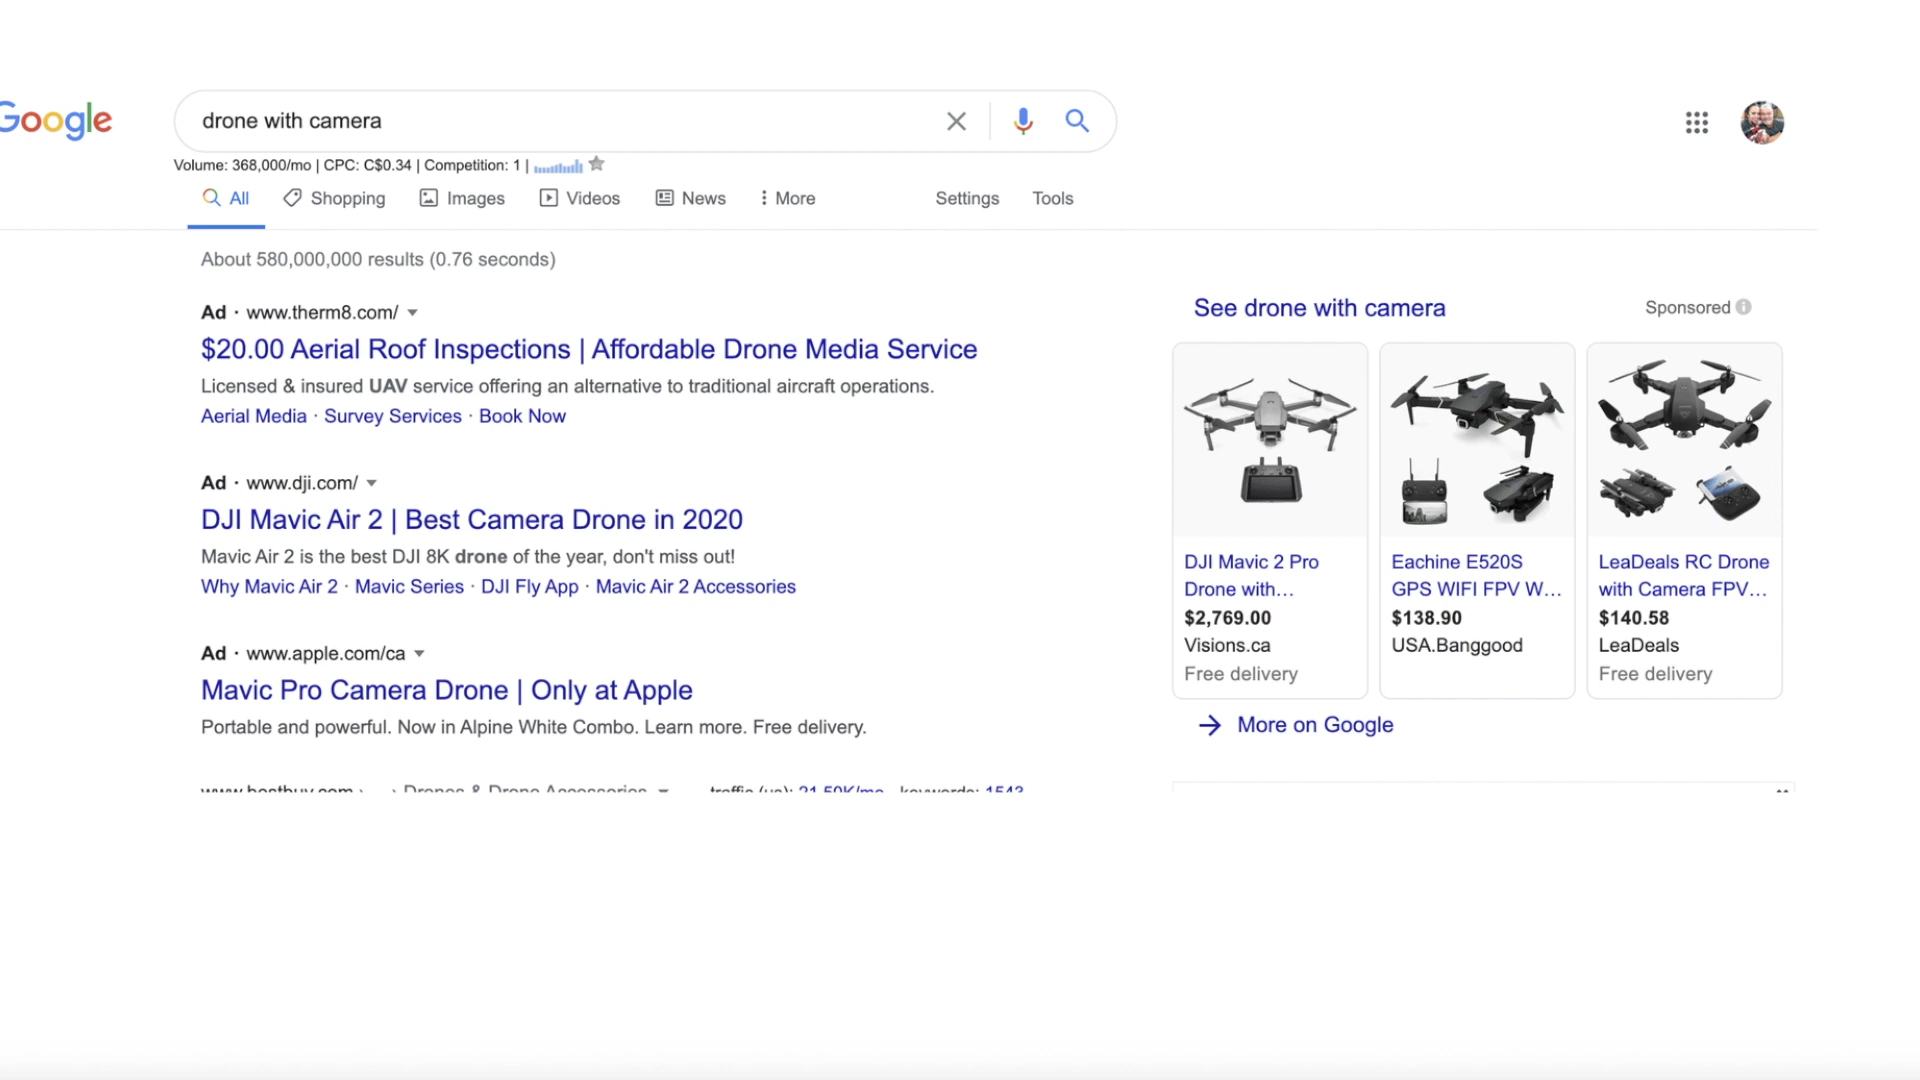 Google
drone with camera
Volume: 368,000/mo | CPC: C$0.34 | Competition: 1 |
All Shopping Images Videos News More Settings Tools
About 580,000,000 results (0.76 seconds)
Ad · www.therm8.com/
$20.00 Aerial Roof Inspections | Affordable Drone Media Service
Licensed & insured UAV service offering an alternative to traditional aircraft operations.
Aerial Media · Survey Services · Book Now
Ad · www.dji.com/
DJI Mavic Air 2 | Best Camera Drone in 2020
Mavic Air 2 is the best DJI 8K drone of the year, don't miss out!
Why Mavic Air 2 · Mavic Series · DJI Fly App · Mavic Air 2 Accessories
Ad · www.apple.com/ca
Mavic Pro Camera Drone | Only at Apple
Portable and powerful. Now in Alpine White Combo. Learn more. Free delivery.
www.bestbuy.com › › Drones & Drone Accessories traffic (us): 21.50K/mo keywords: 1543
See drone with camera
Sponsored
DJI Mavic 2 Pro
Drone with…
$2,769.00
Visions.ca
Free delivery
Eachine E520S
GPS WIFI FPV W…
$138.90
USA.Banggood
LeaDeals RC Drone
with Camera FPV…
$140.58
LeaDeals
Free delivery
More on Google